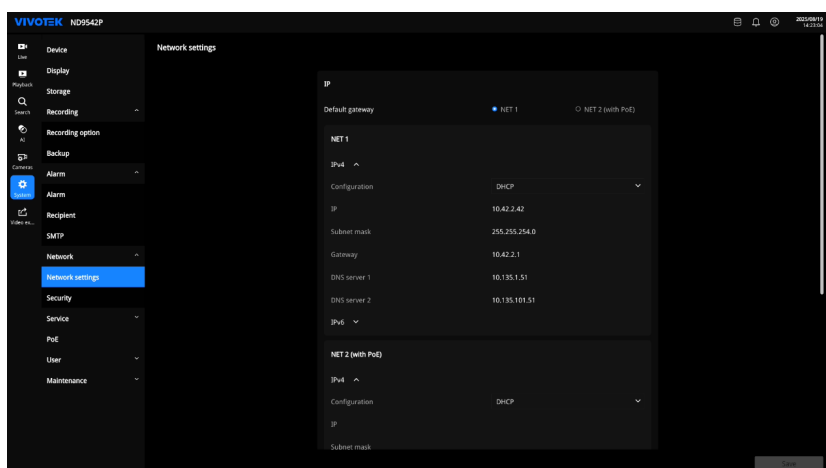 VIVOTEK ND9542P
2025/08/19
14:23:06
Live
Playback
Search
AI
Cameras
System
Video ex...
Device
Display
Storage
Recording
Recording option
Backup
Alarm
Alarm
Recipient
SMTP
Network
Network settings
Security
Service
PoE
User
Maintenance
Network settings
IP
Default gateway NET 1 NET 2 (with PoE)
NET 1
IPv4
Configuration DHCP
IP 10.42.2.42
Subnet mask 255.255.254.0
Gateway 10.42.2.1
DNS server 1 10.135.1.51
DNS server 2 10.135.101.51
IPv6
NET 2 (with PoE)
IPv4
Configuration DHCP
IP
Subnet mask
Save